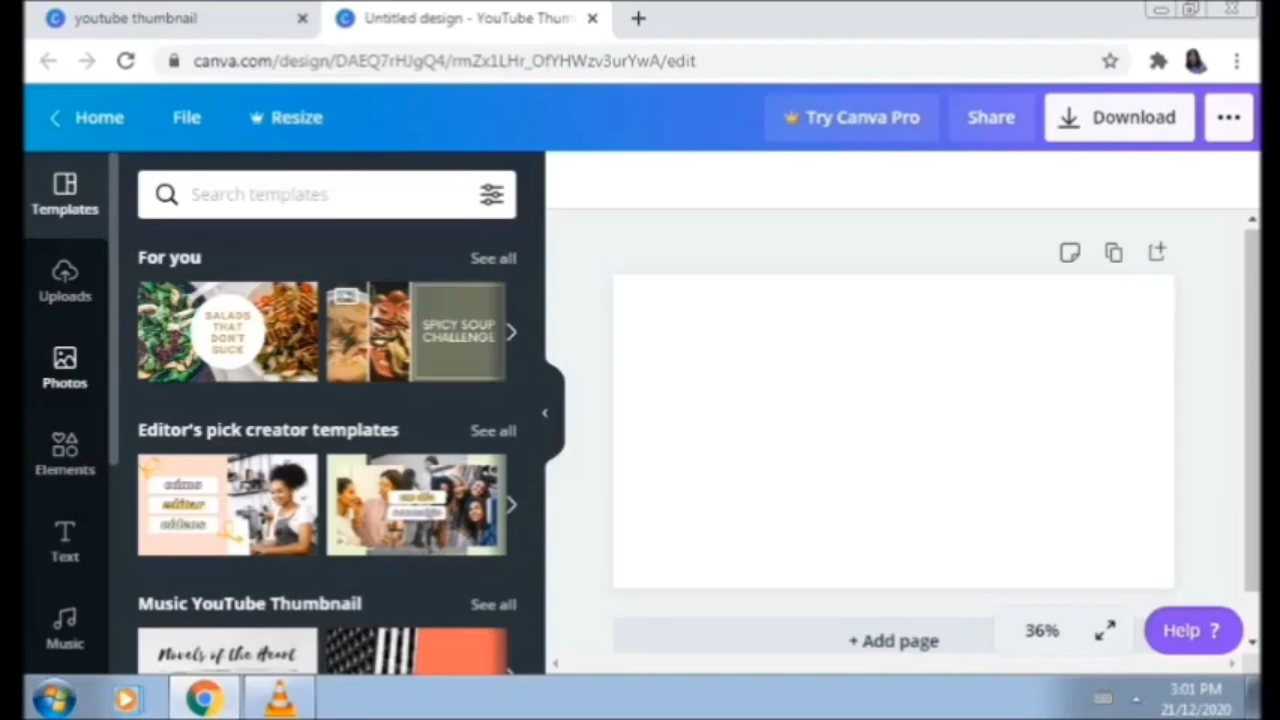 youtube thumbnail
Untitled design - YouTube Thum
canva.com/design/DAEQ7rHJgQ4/rmZx1LHr_OfYHWzv3urYwA/edit
Home File Resize Try Canva Pro Share Download
Templates
Uploads
Photos
Elements
Text
Music
Search templates
For you See all
SALADS
THAT
DON'T
SUCK
SPICY SOUP
CHALLENGE
Editor's pick creator templates See all
cómo
editar
videos
Music YouTube Thumbnail See all
Novels of the Heart
+ Add page
36%
Help ?
3:01 PM
21/12/2020